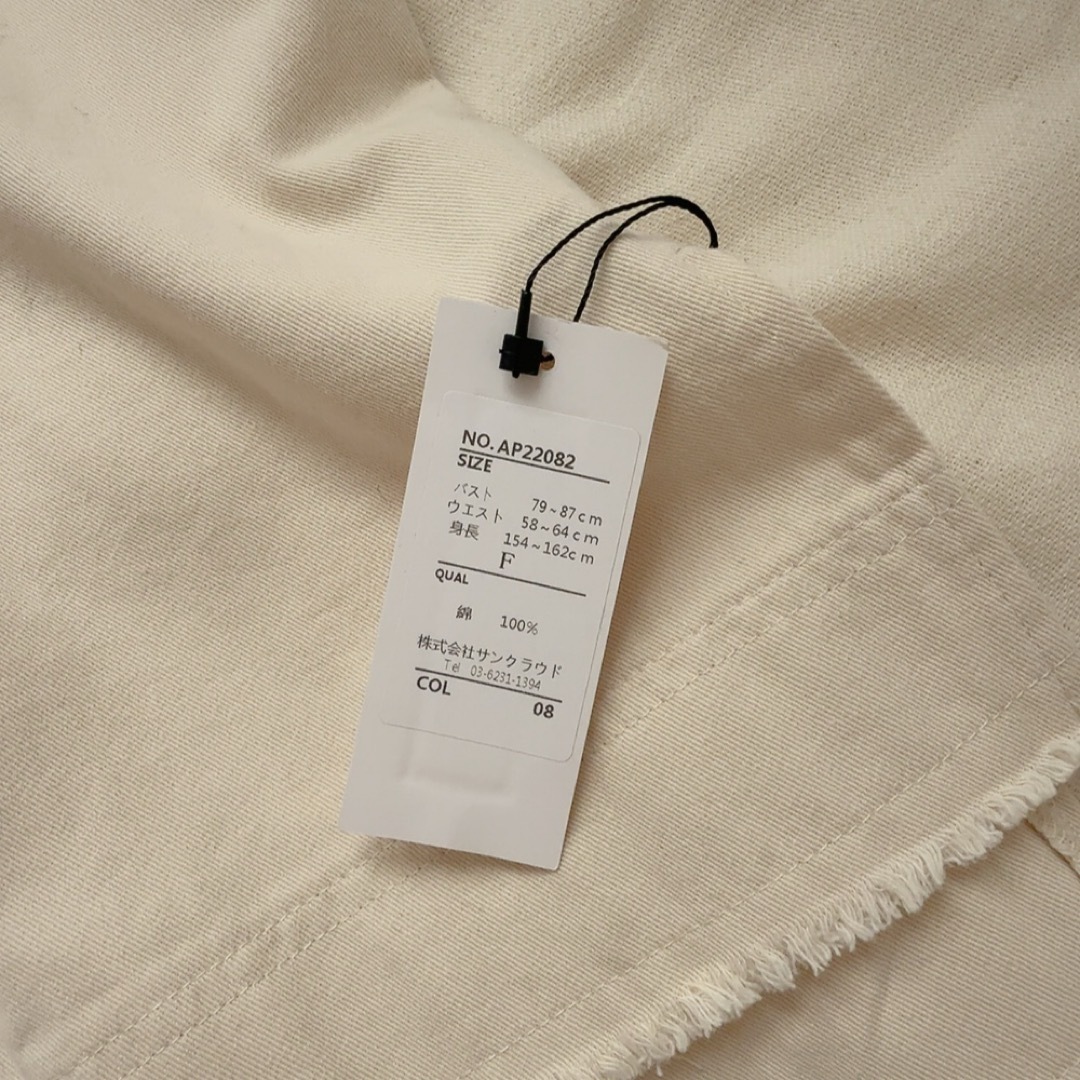 NO. AP22082
SIZE
バスト 79~87cm
ウエスト 58~64cm
身長 154~162cm
F
QUAL
綿 100%
株式会社サンクラウド
Tel 03-6231-1394
COL 08